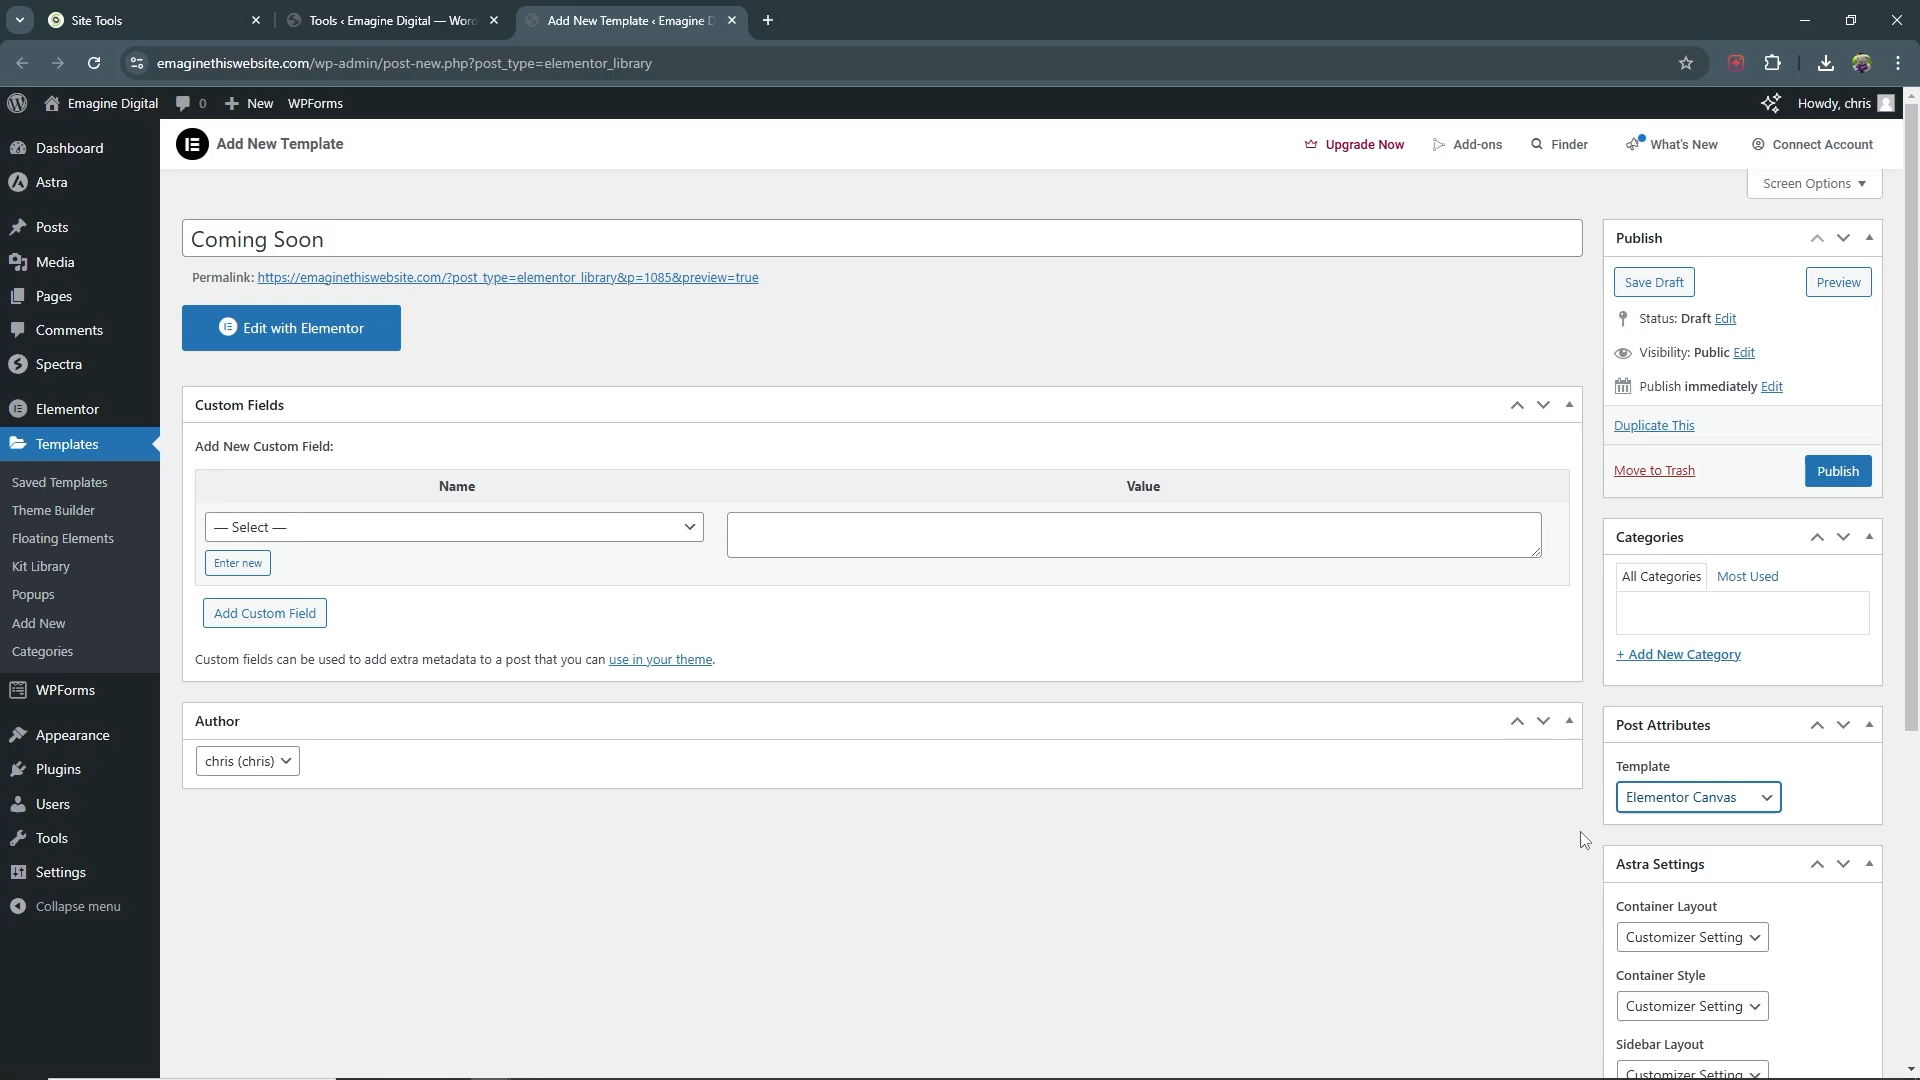 Site Tools
Tools ‹ Emagine Digital — Word
Add New Template ‹ Emagine D
emaginethiswebsite.com/wp-admin/post-new.php?post_type=elementor_library
Emagine Digital
0
New
WPForms
Howdy, chris
Dashboard
Astra
Posts
Media
Pages
Comments
Spectra
Elementor
Templates
Saved Templates
Theme Builder
Floating Elements
Kit Library
Popups
Add New
Categories
WPForms
Appearance
Plugins
Users
Tools
Settings
Collapse menu
Add New Template
Upgrade Now
Add-ons
Finder
What's New
Connect Account
Screen Options
Coming Soon
Permalink: https://emaginethiswebsite.com/?post_type=elementor_library&p=1085&preview=true
Edit with Elementor
Custom Fields
Add New Custom Field:
Name
Value
— Select —
Enter new
Add Custom Field
Custom fields can be used to add extra metadata to a post that you can use in your theme.
Author
chris (chris)
Publish
Save Draft
Preview
Status: Draft Edit
Visibility: Public Edit
Publish immediately Edit
Duplicate This
Move to Trash
Publish
Categories
All Categories
Most Used
+ Add New Category
Post Attributes
Template
Elementor Canvas
Astra Settings
Container Layout
Customizer Setting
Container Style
Customizer Setting
Sidebar Layout
Customizer Setting